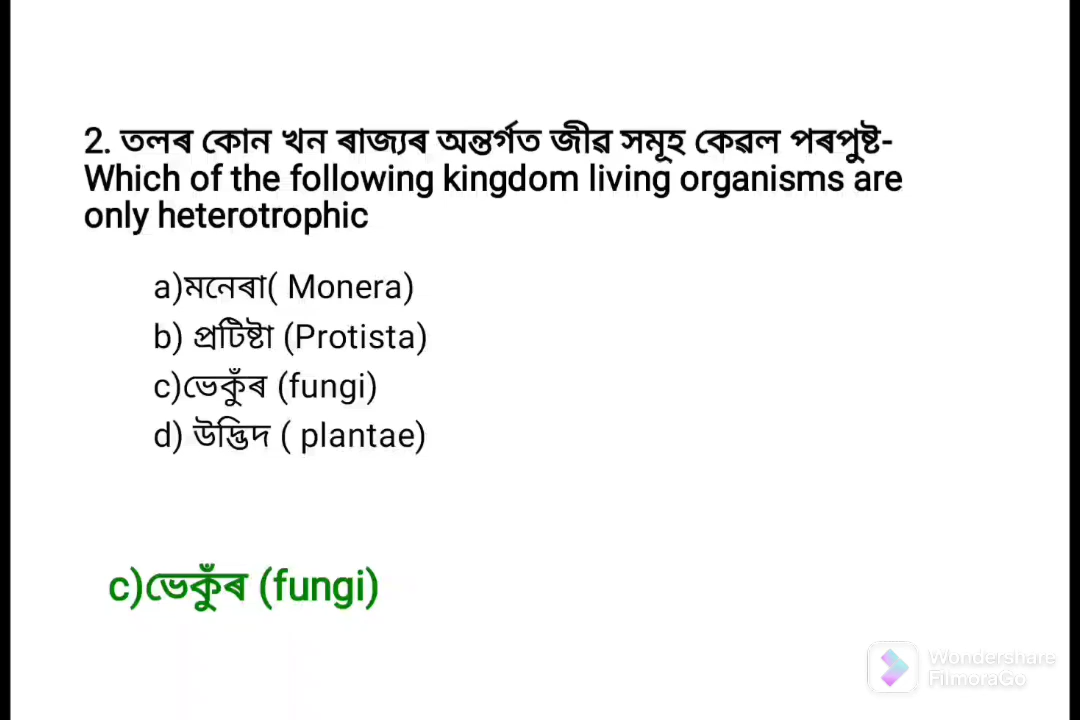 2. তলৰ কোন খন ৰাজ্যৰ অন্তৰ্গত জীৱ সমূহ কেৱল পৰপুষ্ট-
Which of the following kingdom living organisms are
only heterotrophic
a)মনেৰা( Monera)
b) প্ৰটিষ্টা (Protista)
c)ভেকুঁৰ (fungi)
d) উদ্ভিদ ( plantae)
c)ভেকুঁৰ (fungi)
Wondershare
FilmoraGo